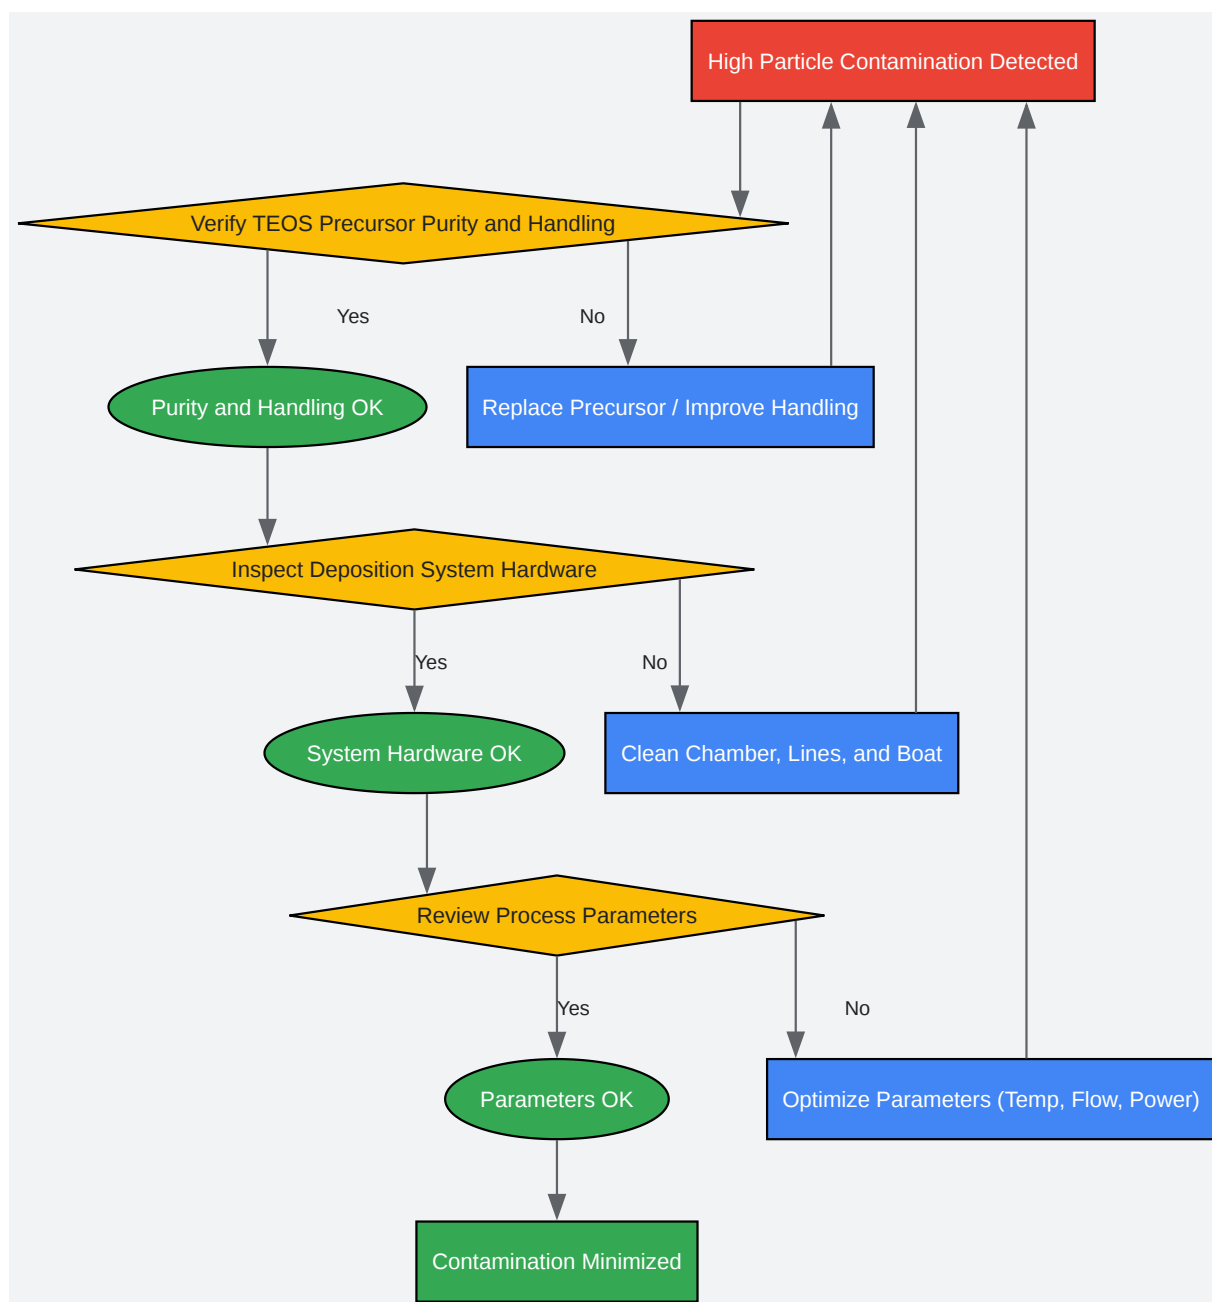 High Particle Contamination Detected
Verify TEOS Precursor Purity and Handling
Yes
No
Purity and Handling OK
Replace Precursor / Improve Handling
Inspect Deposition System Hardware
Yes
No
System Hardware OK
Clean Chamber, Lines, and Boat
Review Process Parameters
Yes
No
Parameters OK
Optimize Parameters (Temp, Flow, Power)
Contamination Minimized